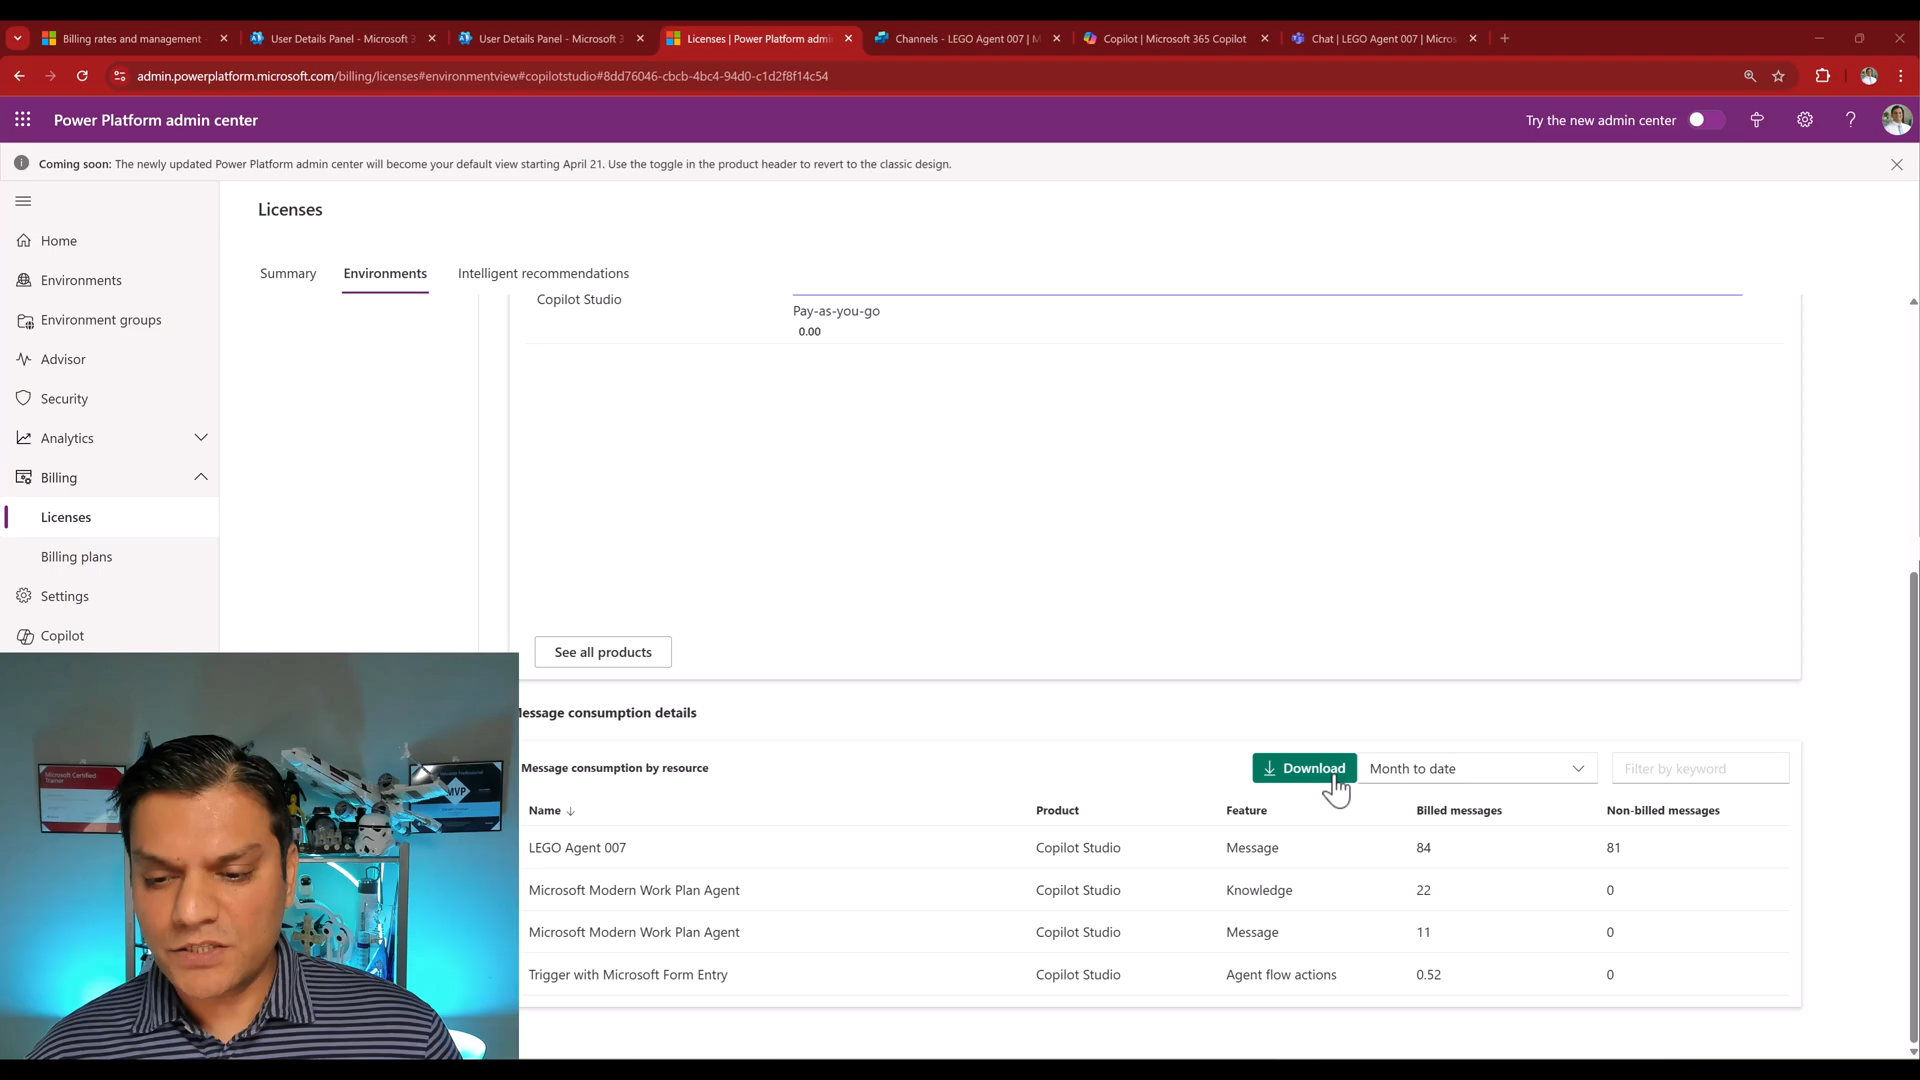 Billing rates and management
User Details Panel - Microsoft 3
User Details Panel - Microsoft 3
Licenses | Power Platform admi
Channels - LEGO Agent 007 | M
Copilot | Microsoft 365 Copilot
Chat | LEGO Agent 007 | Micros
admin.powerplatform.microsoft.com/billing/licenses#environmentview#copilotstudio#8dd76046-cbcb-4bc4-94d0-c1d2f8f14c54
Power Platform admin center
Try the new admin center
Coming soon: The newly updated Power Platform admin center will become your default view starting April 21. Use the toggle in the product header to revert to the classic design.
Home
Environments
Environment groups
Advisor
Security
Analytics
Billing
Licenses
Billing plans
Settings
Copilot
Licenses
Summary
Environments
Intelligent recommendations
Copilot Studio
Pay-as-you-go
0.00
See all products
Message consumption details
Message consumption by resource
Download
Month to date
Filter by keyword
Name Product Feature Billed messages Non-billed messages
LEGO Agent 007 Copilot Studio Message 84 81
Microsoft Modern Work Plan Agent Copilot Studio Knowledge 22 0
Microsoft Modern Work Plan Agent Copilot Studio Message 11 0
Trigger with Microsoft Form Entry Copilot Studio Agent flow actions 0.52 0
Microsoft Certified
Trainer
MVP